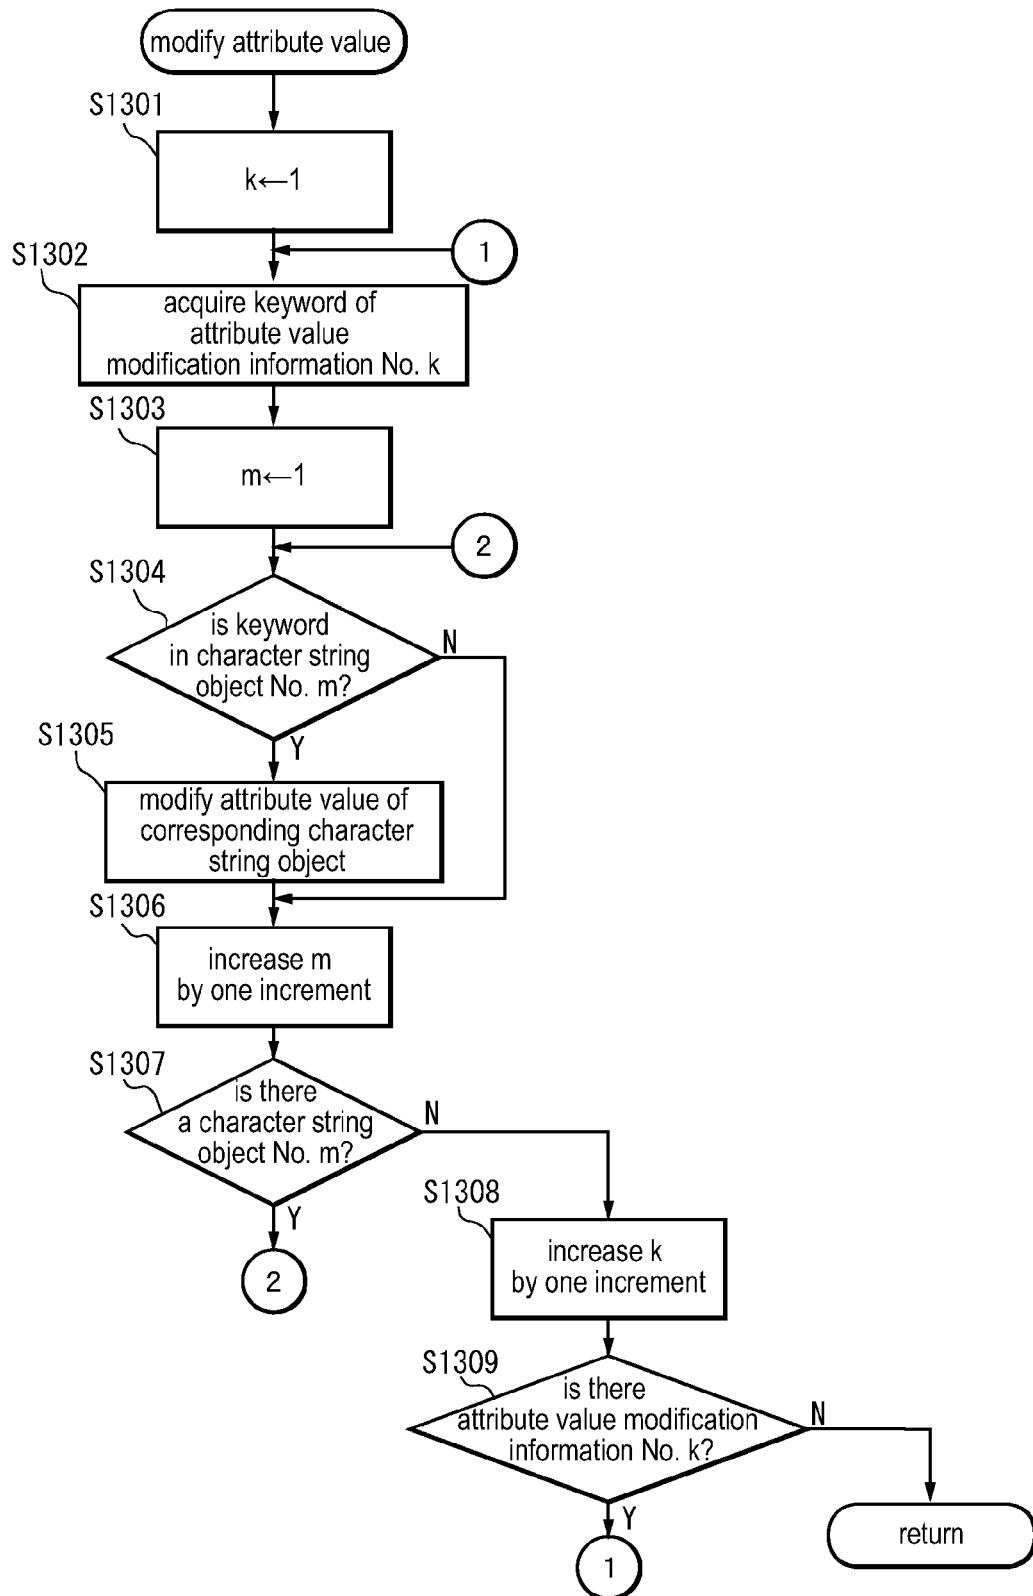 modify attribute value
S1301
k←1
1
S1302
acquire keyword of
attribute value
modification information No. k
S1303
m←1
2
S1304
is keyword
in character string
object No. m?
N
Y
S1305
modify attribute value of
corresponding character
string object
S1306
increase m
by one increment
S1307
is there
a character string
object No. m?
N
Y
2
S1308
increase k
by one increment
S1309
is there
attribute value modification
information No. k?
N
Y
1
return